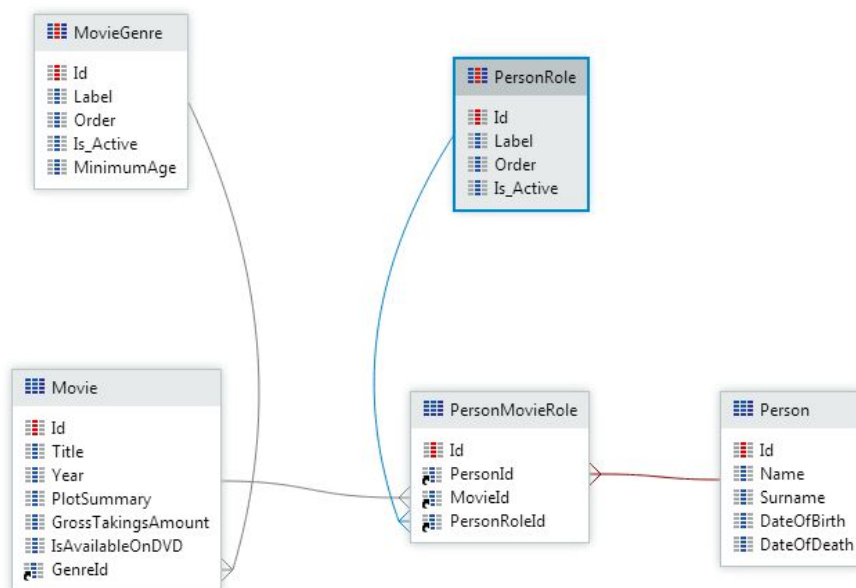 MovieGenre
Id
Label
Order
Is_Active
MinimumAge
PersonRole
Id
Label
Order
Is_Active
Movie
Id
Title
Year
PlotSummary
GrossTakingsAmount
IsAvailableOnDVD
GenreId
PersonMovieRole
Id
PersonId
MovieId
PersonRoleId
Person
Id
Name
Surname
DateOfBirth
DateOfDeath